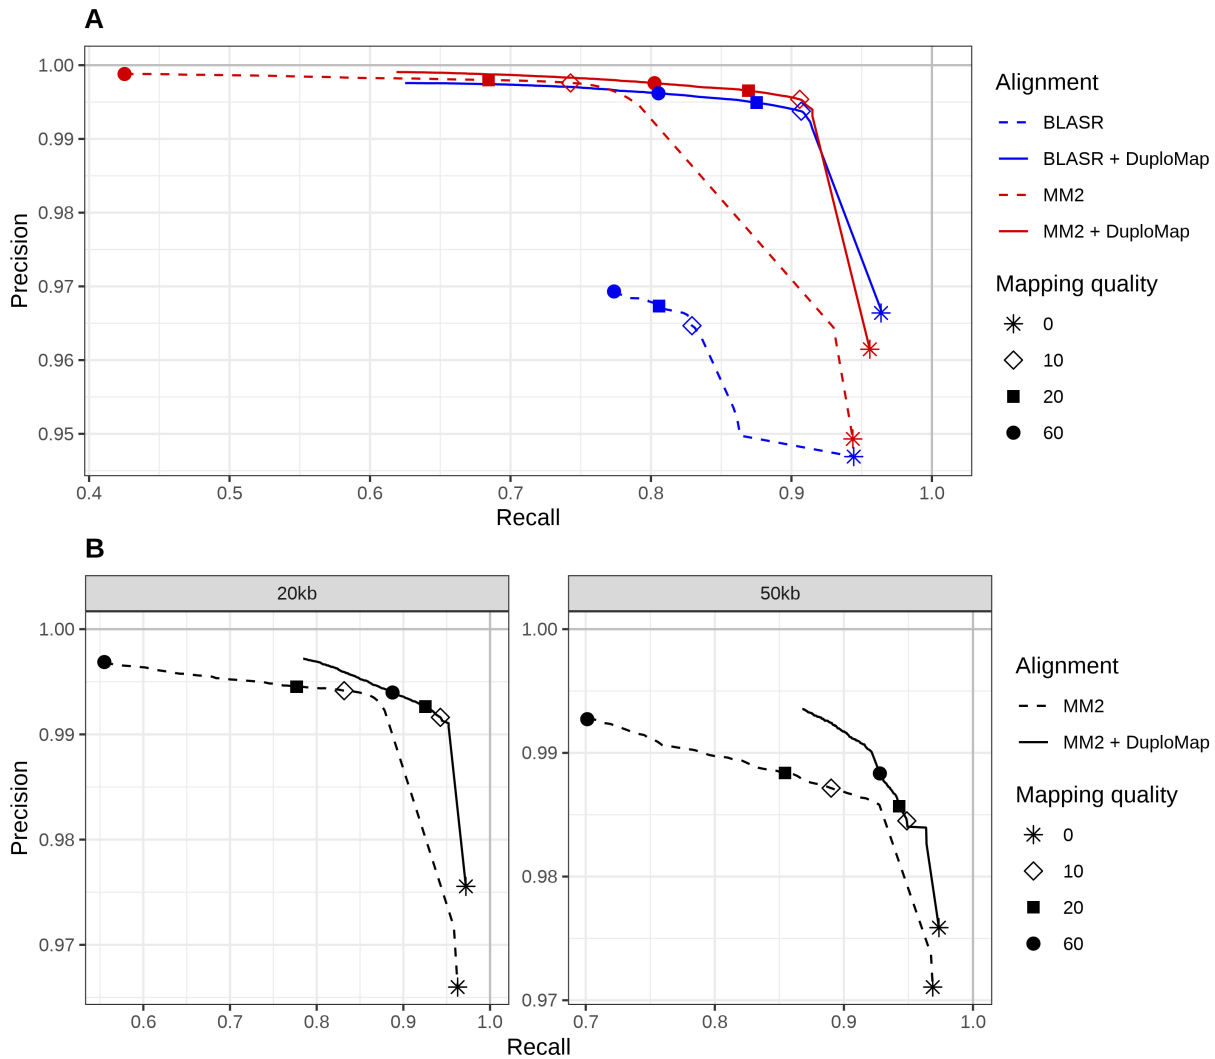 A
1.00
0.99
0.98
0.97
0.96
0.95
Precision
0.4 0.5 0.6 0.7 0.8 0.9 1.0
Recall
Alignment
BLASR
BLASR + DuploMap
MM2
MM2 + DuploMap
Mapping quality
0
10
20
60
B
20kb
1.00
0.99
0.98
0.97
Precision
0.6 0.7 0.8 0.9 1.0
50kb
1.00
0.99
0.98
0.97
0.7 0.8 0.9 1.0
Recall
Alignment
MM2
MM2 + DuploMap
Mapping quality
0
10
20
60